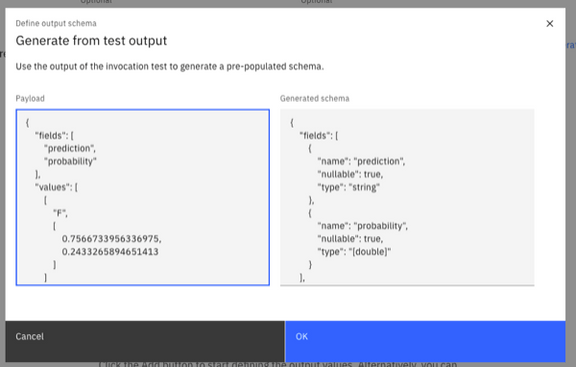 Define output schema
Generate from test output
Use the output of the invocation test to generate a pre-populated schema.
Payload
{
"fields": [
"prediction",
"probability"
],
"values": [
[
"F",
[
0.7566733956336975,
0.2433265894651413
]
]
Generated schema
{
"fields": [
{
"name": "prediction",
"nullable": true,
"type": "string"
},
{
"name": "probability",
"nullable": true,
"type": "[double]"
}
],
Cancel
OK
Click the Add button to start defining the output values. Alternatively, you can